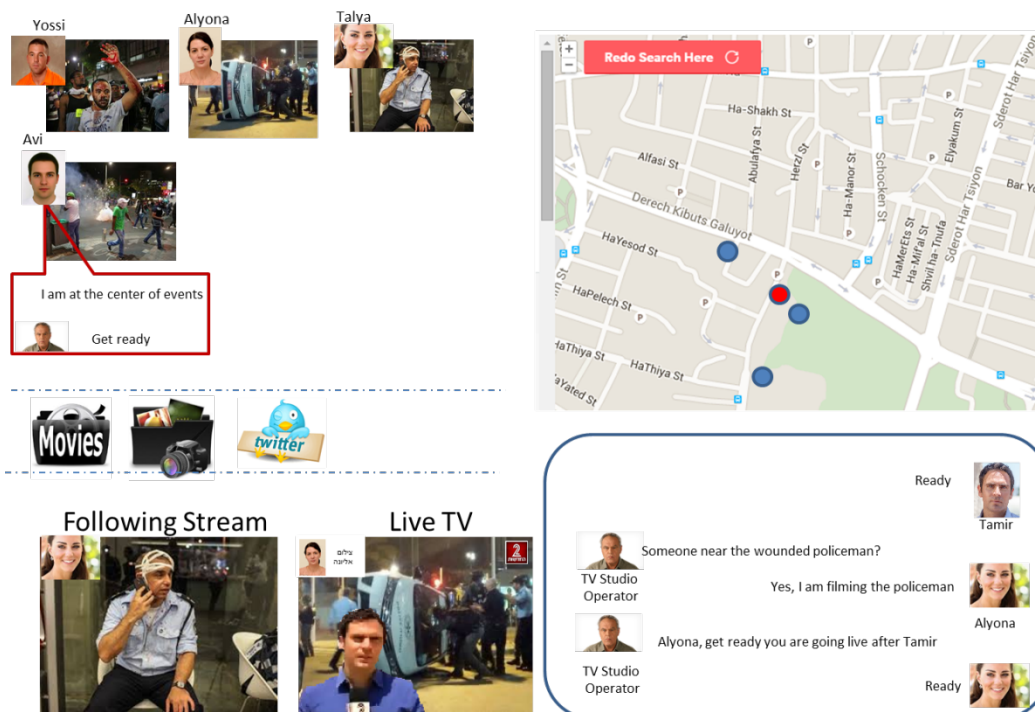 Yossi
Alyona
Talya
Avi
I am at the center of events
Get ready
Movies
twitter
Following Stream
Live TV
צילום
אליונה
2
Redo Search Here
+
−
Ha-Shakh St
Alfasi St
Abulafya St
Herzl St
Ha-Manor St
Schocken St
Elyakum St
Sderot Har Tsiyon
Bar Yo
Derech Kibuts Galuyot
HaMerEts St
Ha-Mif'al St
Shvil ha-Tnufa
Sderot Har Tsiyon
HaYesod St
HaPelech St
HaThiya St
HaThiya St
HaYated St
P
P
P
P
P
Ready
Tamir
Someone near the wounded policeman?
TV Studio
Operator
Yes, I am filming the policeman
Alyona
Alyona, get ready you are going live after Tamir
TV Studio
Operator
Ready